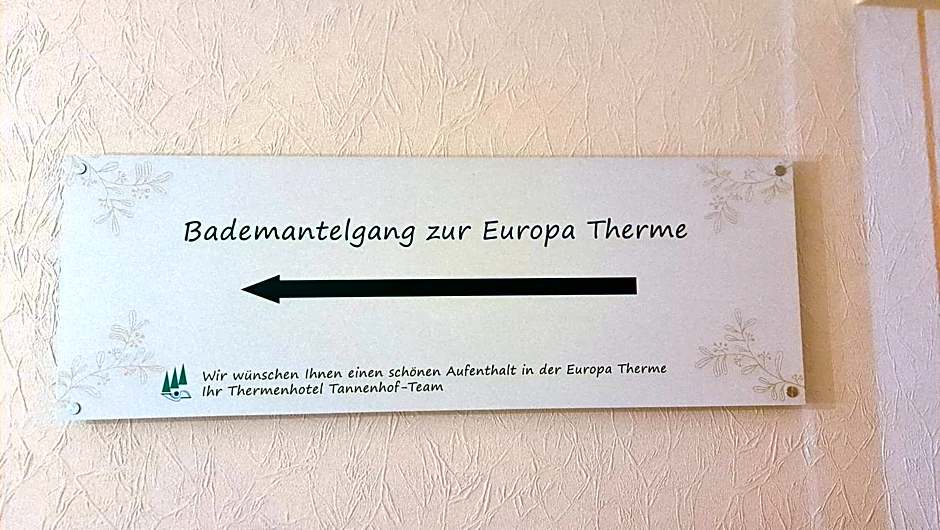 Bademantelgang zur Europa Therme
Wir wünschen Ihnen einen schönen Aufenthalt in der Europa Therme
Ihr Thermenhotel Tannenhof-Team